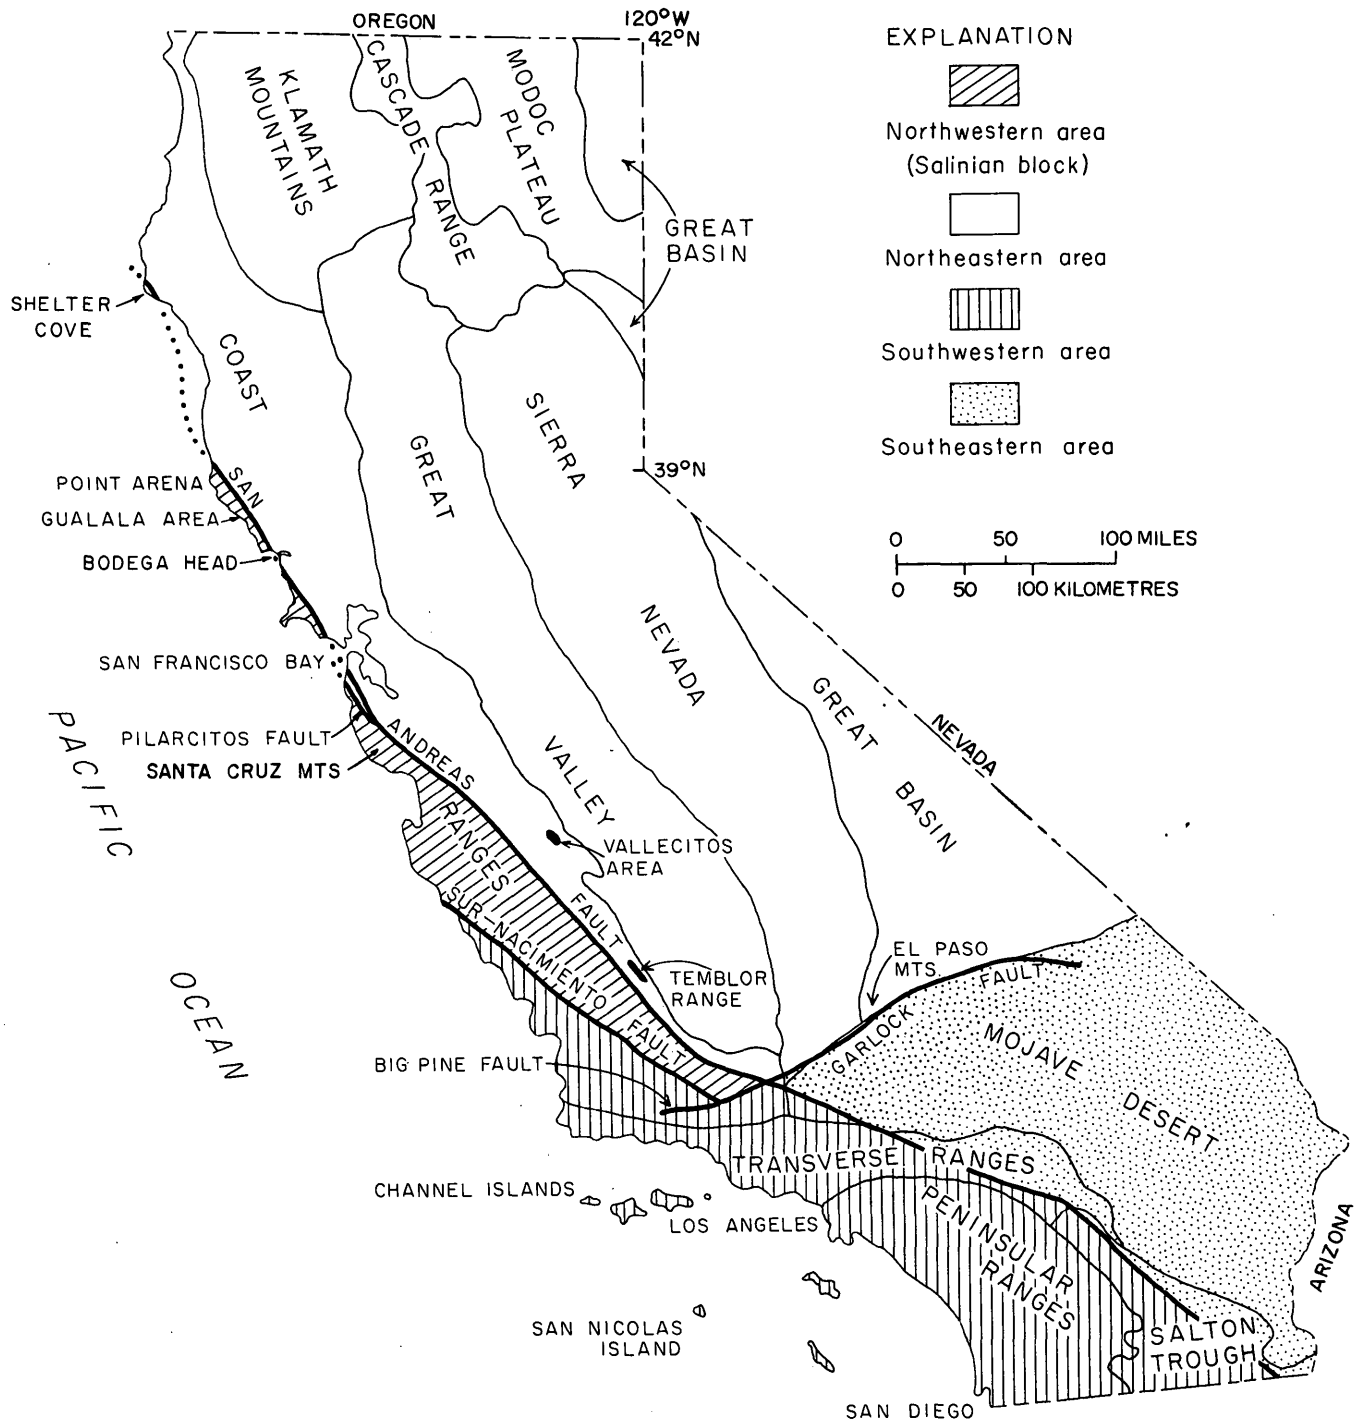 OREGON
120°W
42°N
EXPLANATION
Northwestern area
(Salinian block)
Northeastern area
Southwestern area
Southeastern area
KLAMATH
MOUNTAINS
CASCADE
RANGE
MODOC
PLATEAU
GREAT
BASIN
SHELTER
COVE
COAST
RANGES
GREAT
VALLEY
SIERRA
NEVADA
39°N
0 50 100 MILES
0 50 100 KILOMETRES
POINT ARENA
GUALALA AREA
BODEGA HEAD
SAN FRANCISCO BAY
PILARCITOS FAULT
SANTA CRUZ MTS
SAN
ANDREAS
FAULT
GREAT
BASIN
NEVADA
PACIFIC
OCEAN
VALLECITOS
AREA
SUR-NACIMIENTO
FAULT
TEMBLOR
RANGE
EL PASO
MTS.
GARLOCK
FAULT
BIG PINE FAULT
MOJAVE
DESERT
TRANSVERSE RANGES
CHANNEL ISLANDS
LOS ANGELES
PENINSULAR
RANGES
ARIZONA
SAN NICOLAS
ISLAND
SALTON
TROUGH
SAN DIEGO